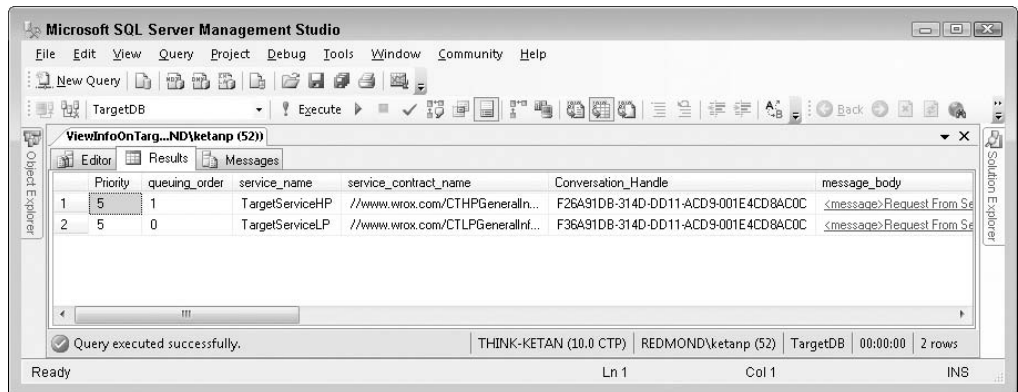 Microsoft SQL Server Management Studio
File Edit View Query Project Debug Tools Window Community Help
New Query
TargetDB Execute Back
ViewInfoOnTarg...ND\ketanp (52))
Object Explorer
Solution Explorer
Editor Results Messages
Priority queuing_order service_name service_contract_name Conversation_Handle message_body
1 5 1 TargetServiceHP //www.wrox.com/CTHPGeneralIn... F26A91DB-314D-DD11-ACD9-001E4CD8AC0C <message>Request From Se
2 5 0 TargetServiceLP //www.wrox.com/CTLPGeneralInf... F36A91DB-314D-DD11-ACD9-001E4CD8AC0C <message>Request From Se
Query executed successfully. THINK-KETAN (10.0 CTP) REDMOND\ketanp (52) TargetDB 00:00:00 2 rows
Ready Ln 1 Col 1 INS